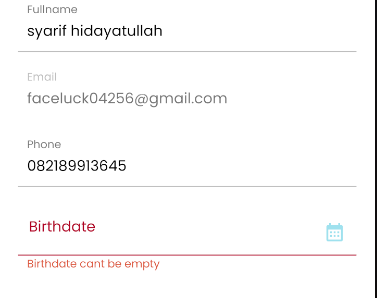 Fullname
syarif hidayatullah
Email
faceluck04256@gmail.com
Phone
082189913645
Birthdate
Birthdate cant be empty